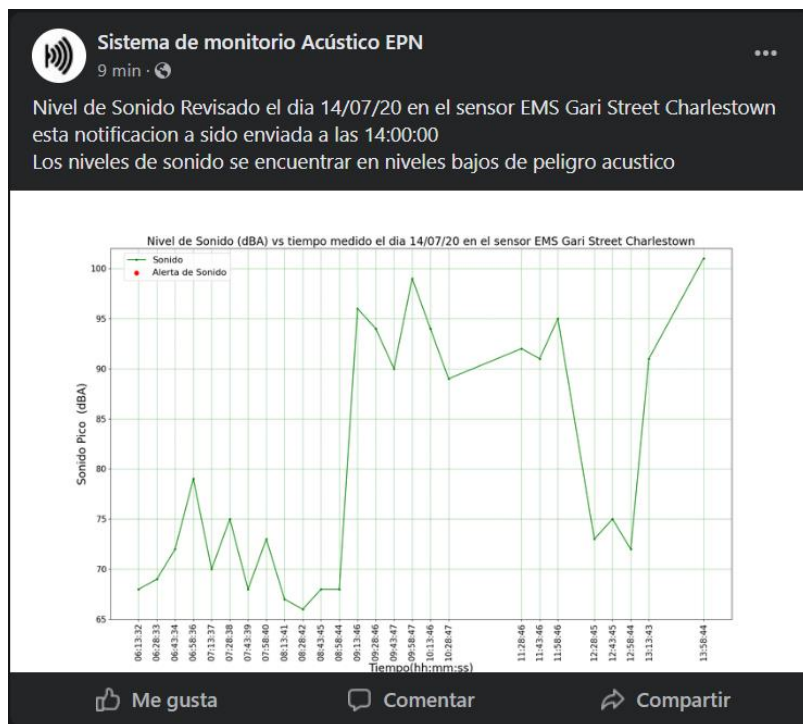 Sistema de monitorio Acústico EPN
9 min ·
Nivel de Sonido Revisado el dia 14/07/20 en el sensor EMS Gari Street Charlestown
esta notificacion a sido enviada a las 14:00:00
Los niveles de sonido se encuentrar en niveles bajos de peligro acustico
Nivel de Sonido (dBA) vs tiempo medido el dia 14/07/20 en el sensor EMS Gari Street Charlestown
Sonido
Alerta de Sonido
Sonido Pico (dBA)
100
95
90
85
80
75
70
65
06:13:32
06:28:33
06:43:34
06:58:36
07:13:37
07:28:38
07:43:39
07:58:40
08:13:41
08:28:42
08:43:45
08:58:44
09:13:46
09:28:46
09:43:47
09:58:47
10:13:46
10:28:47
11:28:46
11:43:46
11:58:46
12:28:45
12:43:45
12:58:44
13:13:43
13:58:44
Tiempo(hh:mm:ss)
Me gusta
Comentar
Compartir